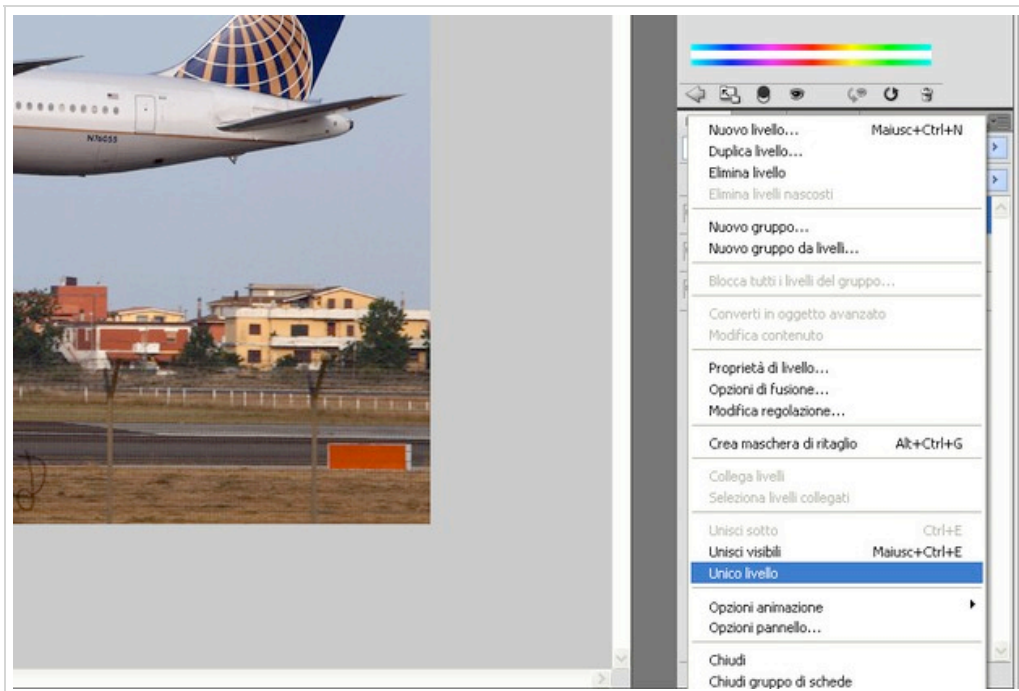 N76055
Nuovo livello... Maiusc+Ctrl+N
Duplica livello...
Elimina livello
Elimina livelli nascosti
Nuovo gruppo...
Nuovo gruppo da livelli...
Blocca tutti i livelli del gruppo...
Converti in oggetto avanzato
Modifica contenuto
Proprietà di livello...
Opzioni di fusione...
Modifica regolazione...
Crea maschera di ritaglio Alt+Ctrl+G
Collega livelli
Seleziona livelli collegati
Unisci sotto Ctrl+E
Unisci visibili Maiusc+Ctrl+E
Unico livello
Opzioni animazione
Opzioni pannello...
Chiudi
Chiudi gruppo di schede